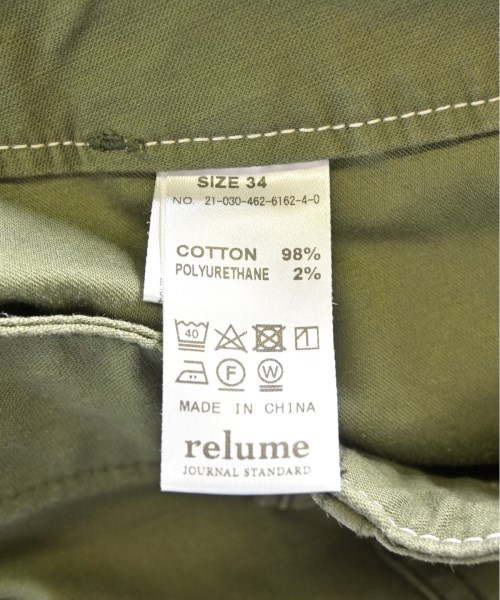 SIZE 34
NO. 21-030-462-6162-4-0
COTTON 98%
POLYURETHANE 2%
40
F W
MADE IN CHINA
relume
JOURNAL STANDARD